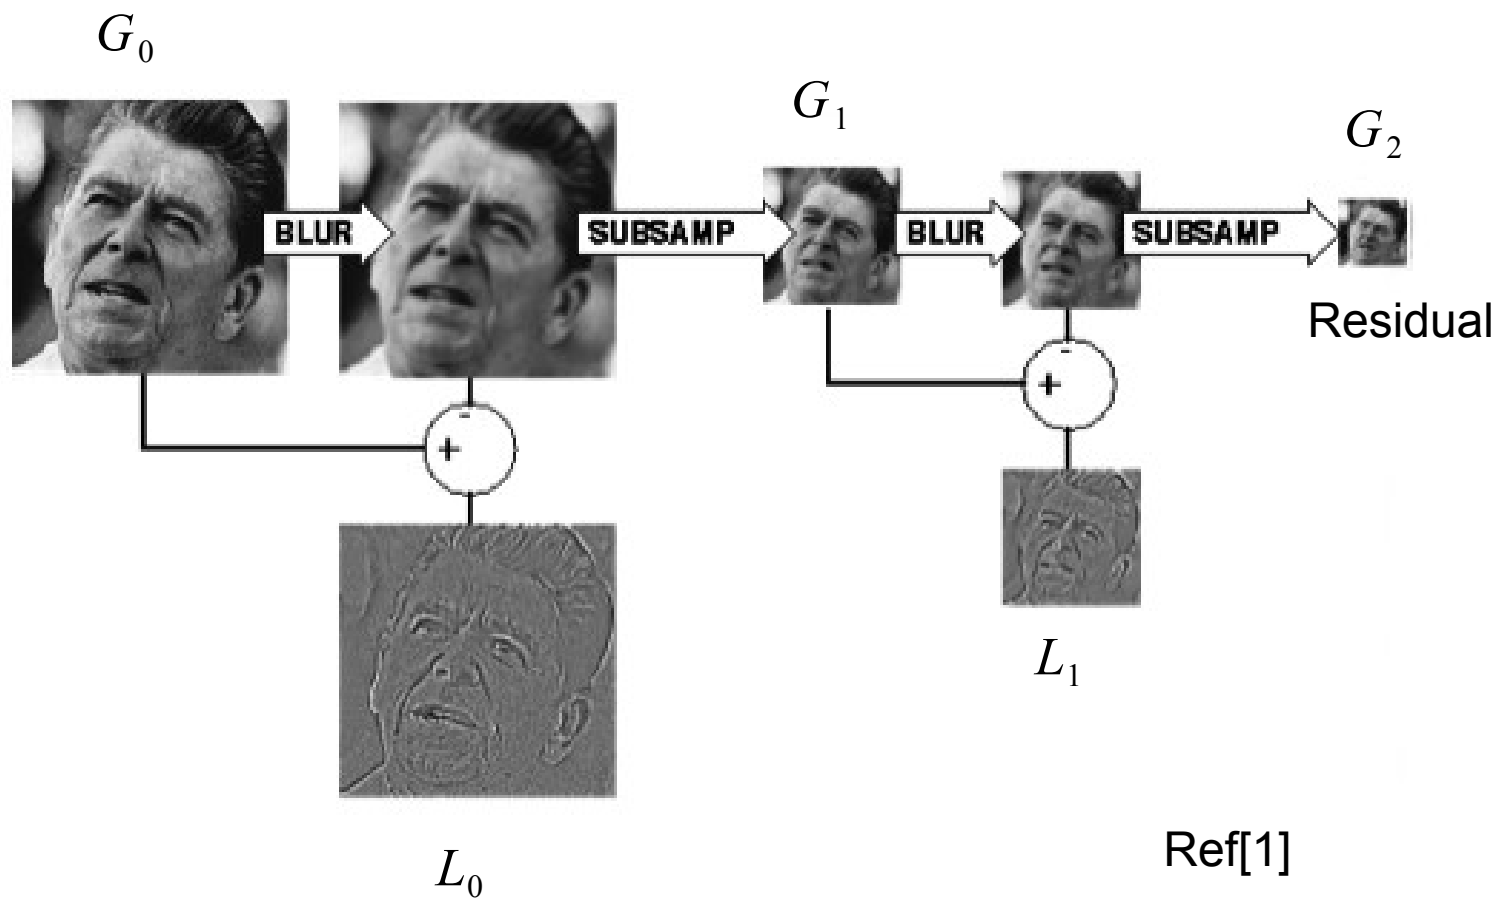 G0
G1
G2
BLUR
SUBSAMP
BLUR
SUBSAMP
Residual
-
+
-
+
L1
L0
Ref[1]